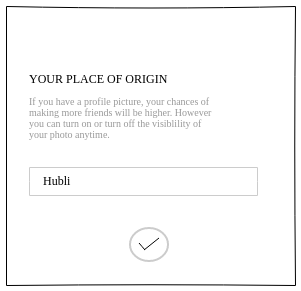 YOUR PLACE OF ORIGIN
If you have a profile picture, your chances of
making more friends will be higher. However
you can turn on or turn off the visiblility of
your photo anytime.
Hubli